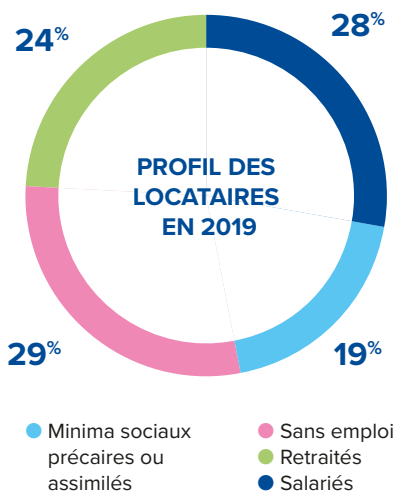 24%
28%
PROFIL DES
LOCATAIRES
EN 2019
29%
19%
Minima sociaux
précaires ou
assimilés
Sans emploi
Retraités
Salariés